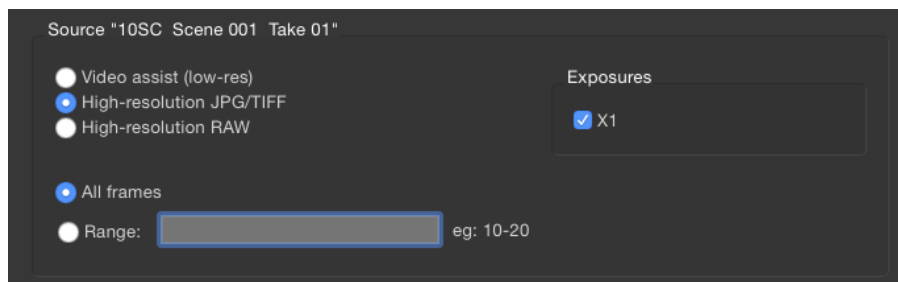 Source "10SC Scene 001 Take 01"
Video assist (low-res)
Exposures
High-resolution JPG/TIFF
X1
High-resolution RAW
All frames
Range: eg: 10-20